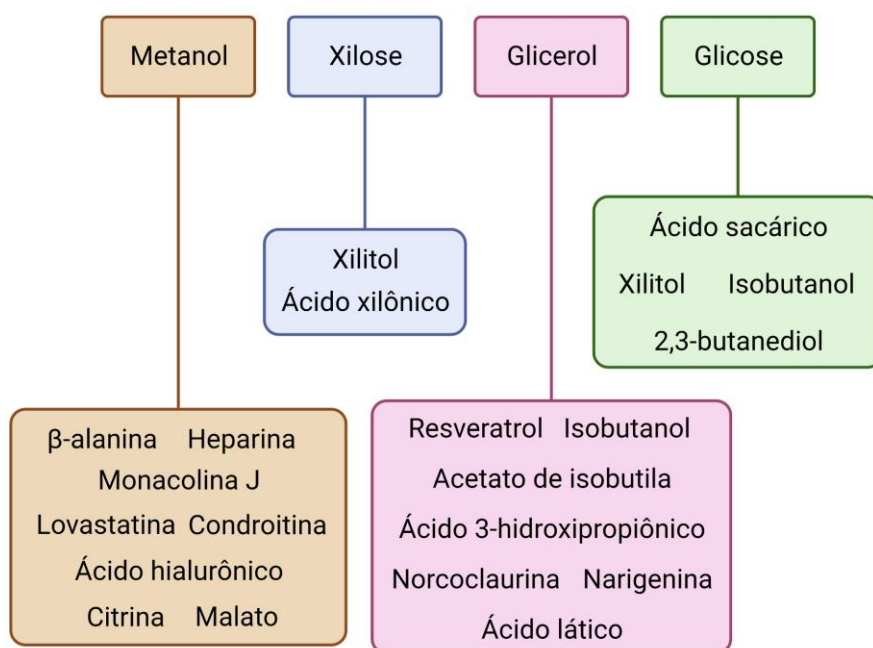 Metanol
Xilose
Glicerol
Glicose
Xilitol
Ácido xilônico
Ácido sacárico
Xilitol Isobutanol
2,3-butanediol
β-alanina Heparina
Monacolina J
Lovastatina Condroitina
Ácido hialurônico
Citrina Malato
Resveratrol Isobutanol
Acetato de isobutila
Ácido 3-hidroxipropiônico
Norcoclaurina Narigenina
Ácido lático